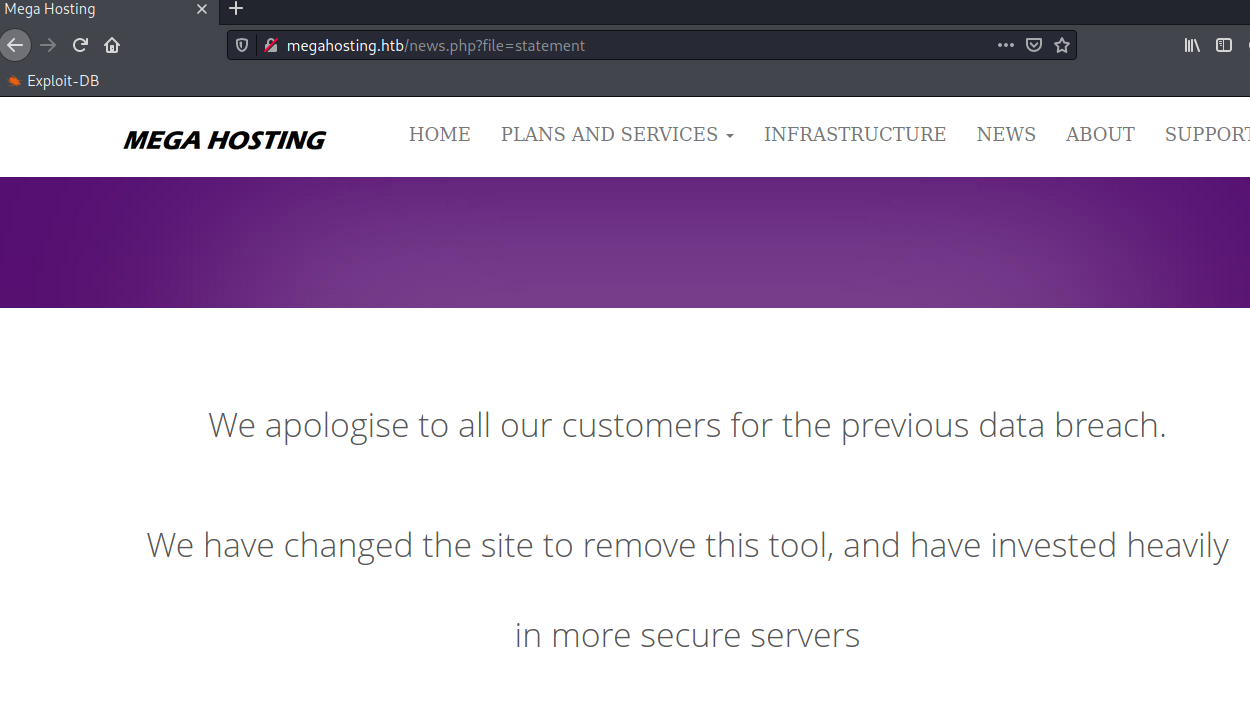 Mega Hosting
megahosting.htb/news.php?file=statement
Exploit-DB
MEGA HOSTING HOME PLANS AND SERVICES INFRASTRUCTURE NEWS ABOUT SUPPORT
We apologise to all our customers for the previous data breach.
We have changed the site to remove this tool, and have invested heavily
in more secure servers